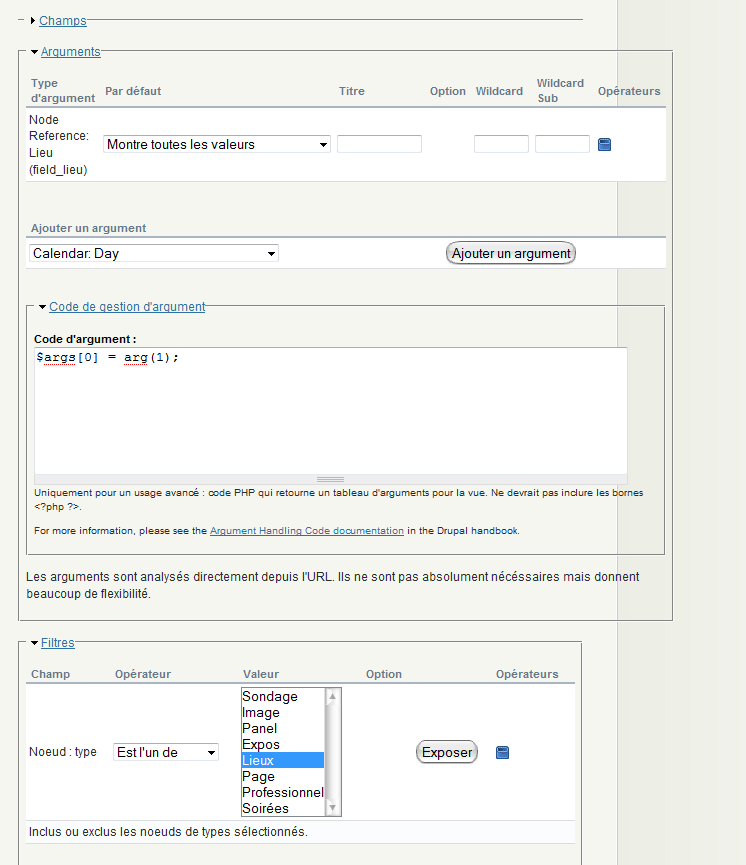 Champs
Arguments
Type d'argument Par défaut Titre Option Wildcard Wildcard Sub Opérateurs
Node
Reference:
Lieu
(field_lieu)
Montre toutes les valeurs
Ajouter un argument
Calendar: Day Ajouter un argument
Code de gestion d'argument
Code d'argument :
$args[0] = arg(1);
Uniquement pour un usage avancé : code PHP qui retourne un tableau d'arguments pour la vue. Ne devrait pas inclure les bornes
<?php ?>.
For more information, please see the Argument Handling Code documentation in the Drupal handbook.
Les arguments sont analysés directement depuis l'URL. Ils ne sont pas absolument nécéssaires mais donnent
beaucoup de flexibilité.
Filtres
Champ Opérateur Valeur Option Opérateurs
Noeud : type Est l'un de
Sondage
Image
Panel
Expos
Lieux
Page
Professionnel
Soirées
Exposer
Inclus ou exclus les noeuds de types sélectionnés.